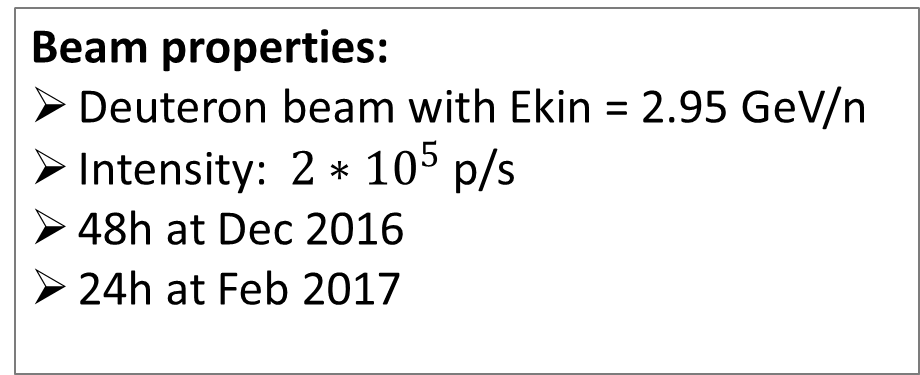 Beam properties:
➢ Deuteron beam with Ekin = 2.95 GeV/n
➢ Intensity: 2 * 10⁵ p/s
➢ 48h at Dec 2016
➢ 24h at Feb 2017